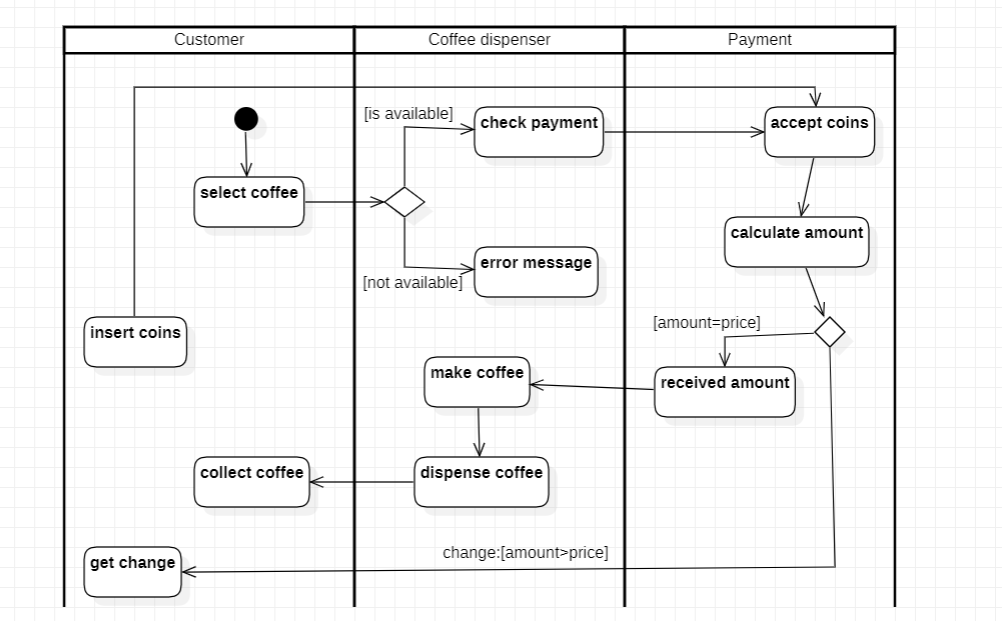 Customer
Coffee dispenser
Payment
[is available]
check payment
accept coins
select coffee
calculate amount
error message
[not available]
insert coins
[amount=price]
make coffee
received amount
collect coffee
dispense coffee
change:[amount>price]
get change